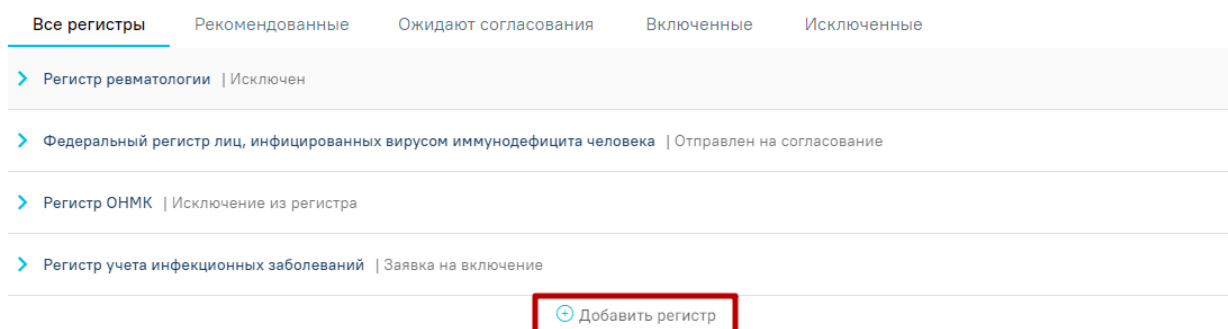 Все регистры Рекомендованные Ожидают согласования Включенные Исключенные
Регистр ревматологии | Исключен
Федеральный регистр лиц, инфицированных вирусом иммунодефицита человека | Отправлен на согласование
Регистр ОНМК | Исключение из регистра
Регистр учета инфекционных заболеваний | Заявка на включение
Добавить регистр